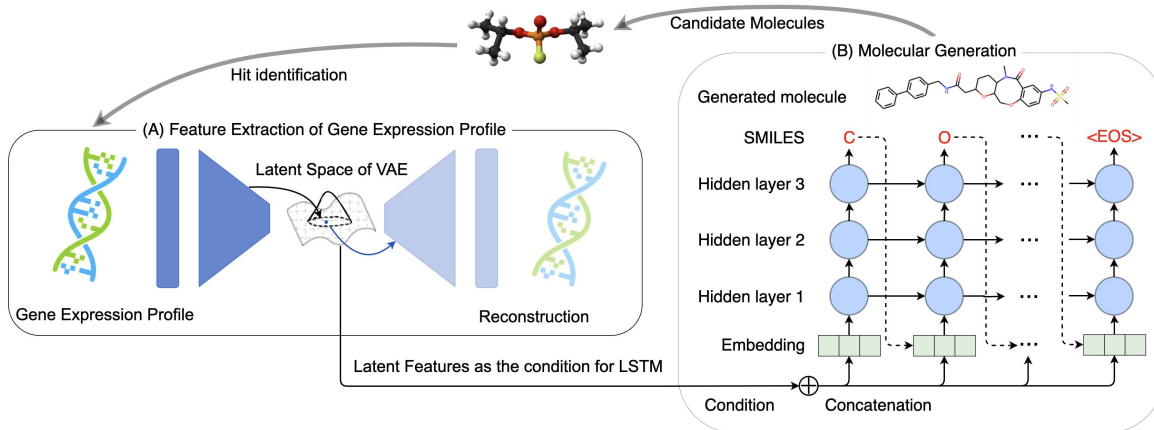 Candidate Molecules
Hit identification
(A) Feature Extraction of Gene Expression Profile
Latent Space of VAE
Gene Expression Profile
Reconstruction
Latent Features as the condition for LSTM
(B) Molecular Generation
Generated molecule
N
O
O
N
H
O
O
H
N
S
O
O
SMILES C O ... <EOS>
Hidden layer 3 ...
Hidden layer 2 ...
Hidden layer 1 ...
Embedding ...
Condition Concatenation